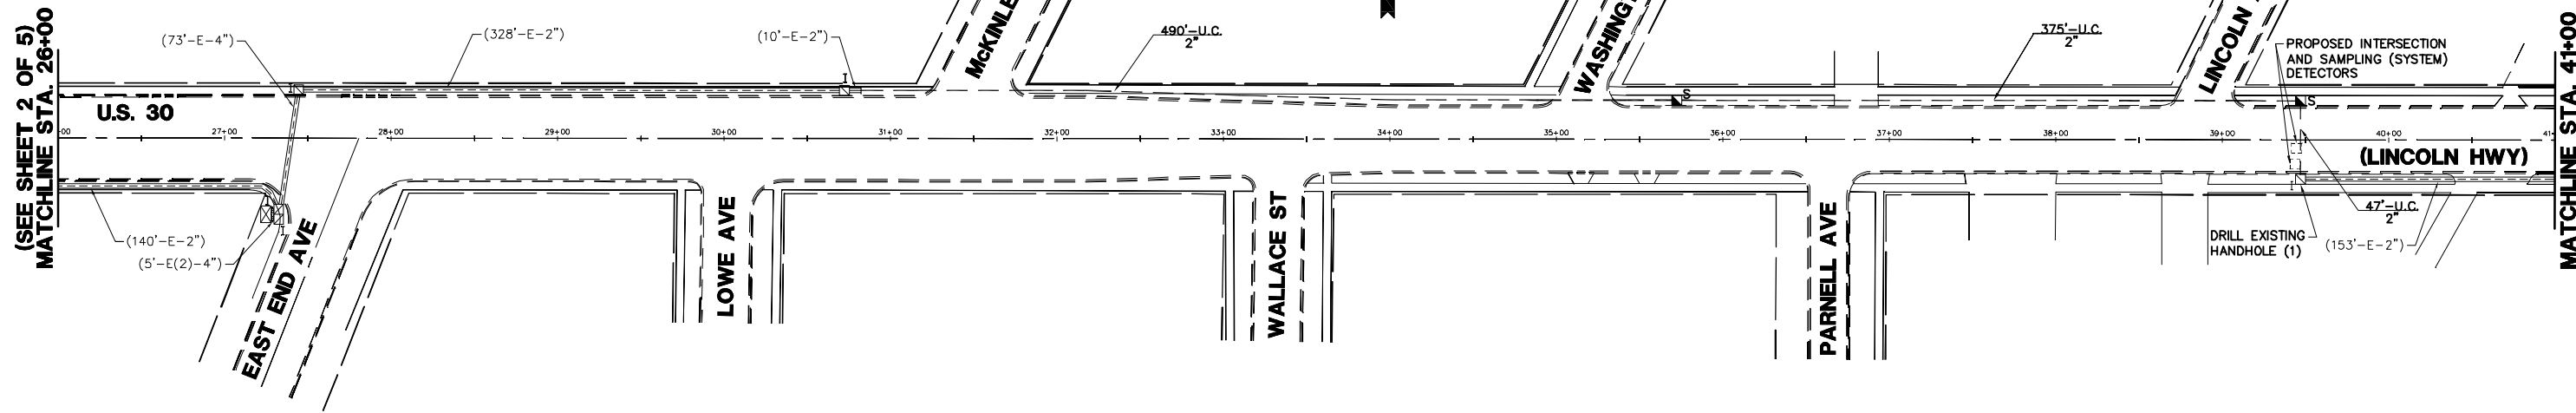 (SEE SHEET 2 OF 5)
MATCHLINE STA. 26+00
(73'-E-4")
(328'-E-2")
(10'-E-2")
490'-U.C.
2"
375'-U.C.
2"
PROPOSED INTERSECTION
AND SAMPLING (SYSTEM)
DETECTORS
MATCHLINE STA. 41+00
McKINLE
WASHINGT
LINCOLN
I
I
S
S
U.S. 30
00
27+00
28+00
29+00
30+00
31+00
32+00
33+00
34+00
35+00
36+00
37+00
38+00
39+00
40+00
41
(LINCOLN HWY)
I
I
I
47'-U.C.
2"
(140'-E-2")
(5'-E(2)-4")
DRILL EXISTING
HANDHOLE (1)
(153'-E-2")
EAST END AVE
LOWE AVE
WALLACE ST
PARNELL AVE